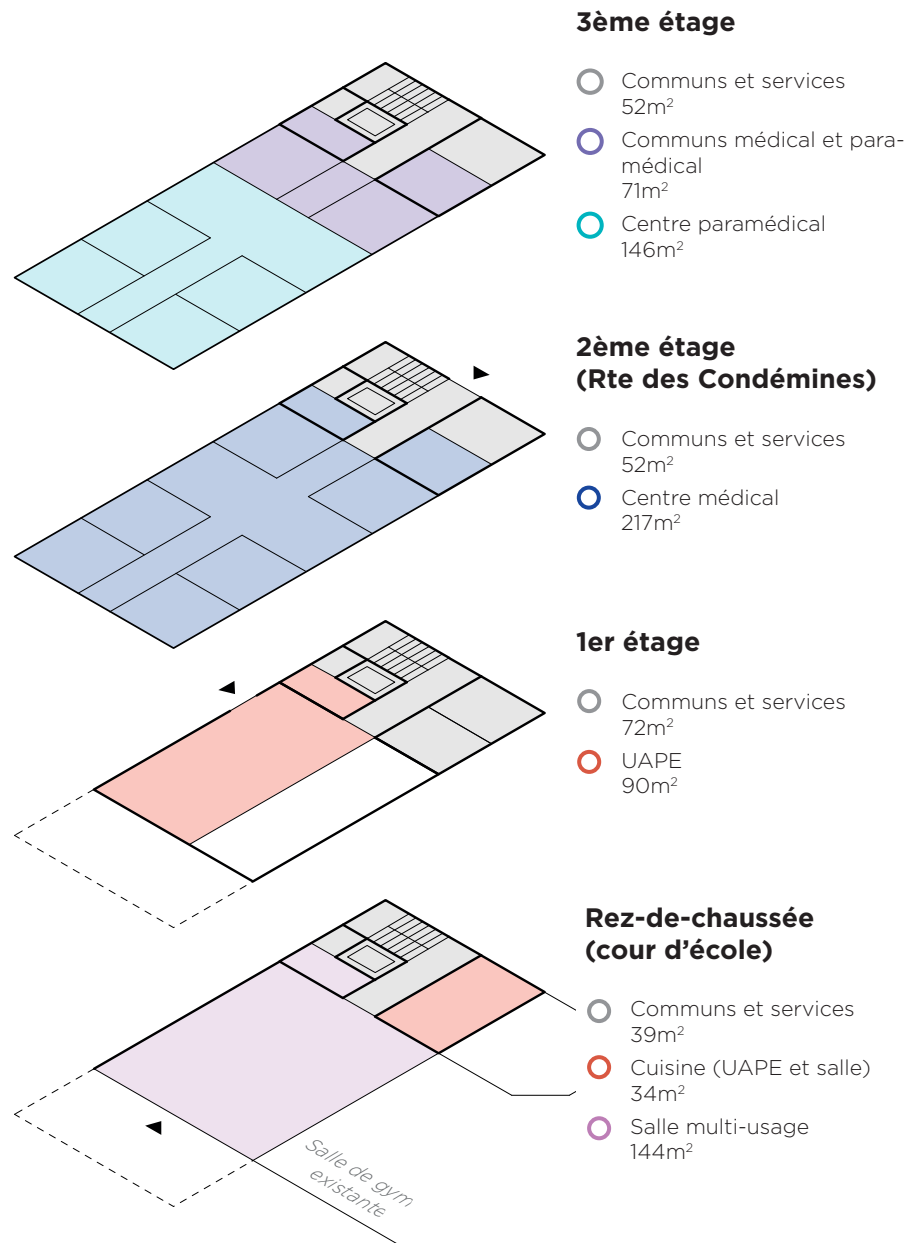 3ème étage
Communs et services
52m²
Communs médical et para-
médical
71m²
Centre paramédical
146m²
2ème étage
(Rte des Condémines)
Communs et services
52m²
Centre médical
217m²
1er étage
Communs et services
72m²
UAPE
90m²
Rez-de-chaussée
(cour d'école)
Communs et services
39m²
Cuisine (UAPE et salle)
34m²
Salle multi-usage
144m²
Salle de gym
existante